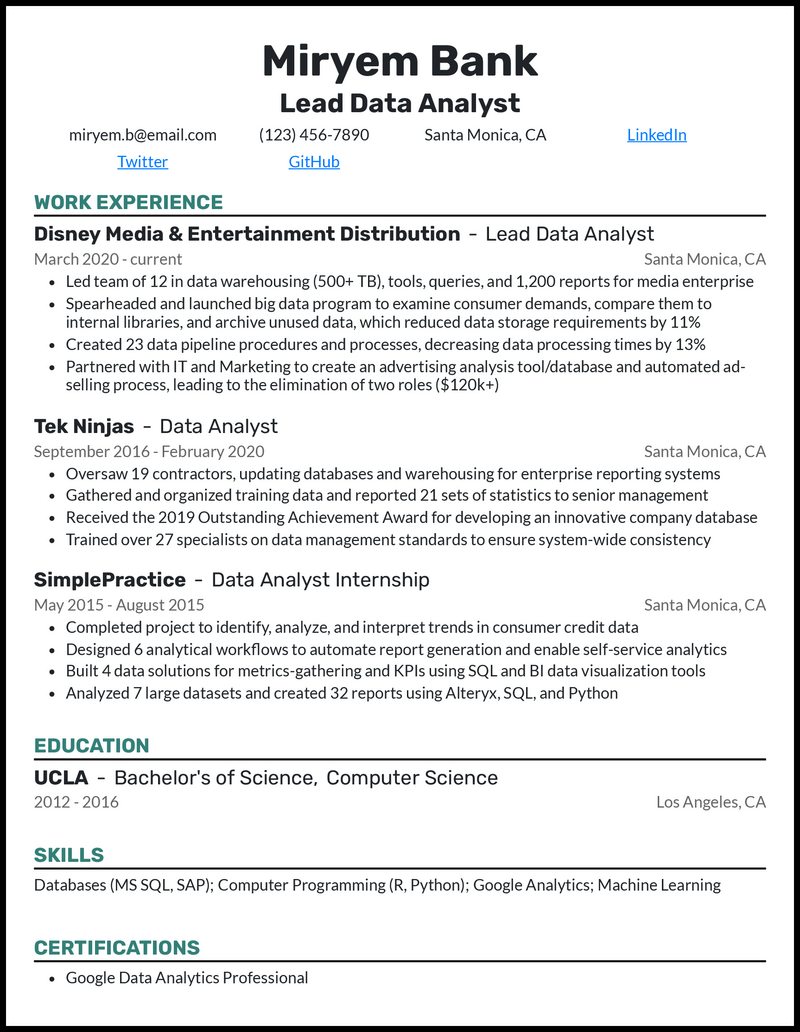 Miryem Bank
Lead Data Analyst
miryem.b@email.com (123) 456-7890 Santa Monica, CA LinkedIn
Twitter GitHub
WORK EXPERIENCE
Disney Media & Entertainment Distribution - Lead Data Analyst
March 2020 - current Santa Monica, CA
• Led team of 12 in data warehousing (500+ TB), tools, queries, and 1,200 reports for media enterprise
• Spearheaded and launched big data program to examine consumer demands, compare them to
internal libraries, and archive unused data, which reduced data storage requirements by 11%
• Created 23 data pipeline procedures and processes, decreasing data processing times by 13%
• Partnered with IT and Marketing to create an advertising analysis tool/database and automated ad-
selling process, leading to the elimination of two roles ($120k+)
Tek Ninjas - Data Analyst
September 2016 - February 2020 Santa Monica, CA
• Oversaw 19 contractors, updating databases and warehousing for enterprise reporting systems
• Gathered and organized training data and reported 21 sets of statistics to senior management
• Received the 2019 Outstanding Achievement Award for developing an innovative company database
• Trained over 27 specialists on data management standards to ensure system-wide consistency
SimplePractice - Data Analyst Internship
May 2015 - August 2015 Santa Monica, CA
• Completed project to identify, analyze, and interpret trends in consumer credit data
• Designed 6 analytical workflows to automate report generation and enable self-service analytics
• Built 4 data solutions for metrics-gathering and KPIs using SQL and BI data visualization tools
• Analyzed 7 large datasets and created 32 reports using Alteryx, SQL, and Python
EDUCATION
UCLA - Bachelor's of Science, Computer Science
2012 - 2016 Los Angeles, CA
SKILLS
Databases (MS SQL, SAP); Computer Programming (R, Python); Google Analytics; Machine Learning
CERTIFICATIONS
• Google Data Analytics Professional